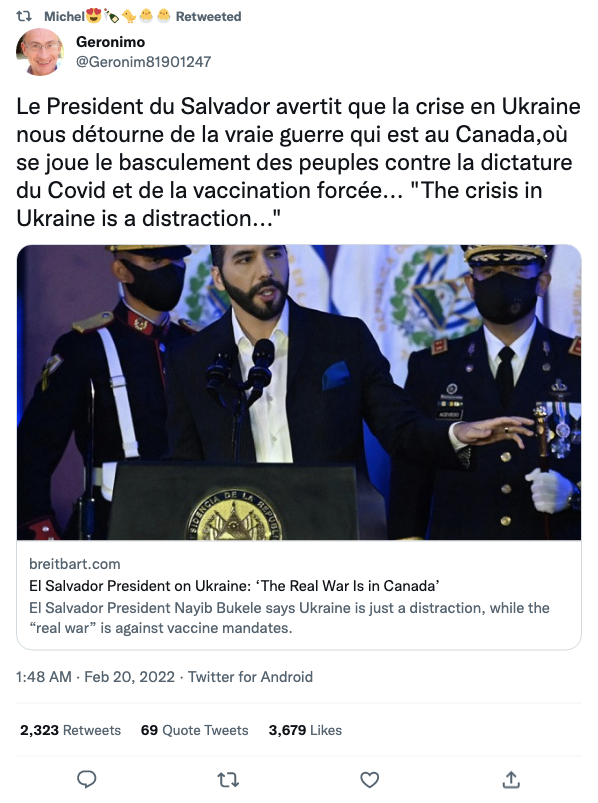 Michel😍🍾🐤🐣🐣 Retweeted
Geronimo
@Geronim81901247
Le President du Salvador avertit que la crise en Ukraine
nous détourne de la vraie guerre qui est au Canada,où
se joue le basculement des peuples contre la dictature
du Covid et de la vaccination forcée... "The crisis in
Ukraine is a distraction..."
ACEVEDO
SIDENCIA DE LA REPUBL
breitbart.com
El Salvador President on Ukraine: ‘The Real War Is in Canada’
El Salvador President Nayib Bukele says Ukraine is just a distraction, while the
“real war” is against vaccine mandates.
1:48 AM · Feb 20, 2022 · Twitter for Android
2,323 Retweets 69 Quote Tweets 3,679 Likes